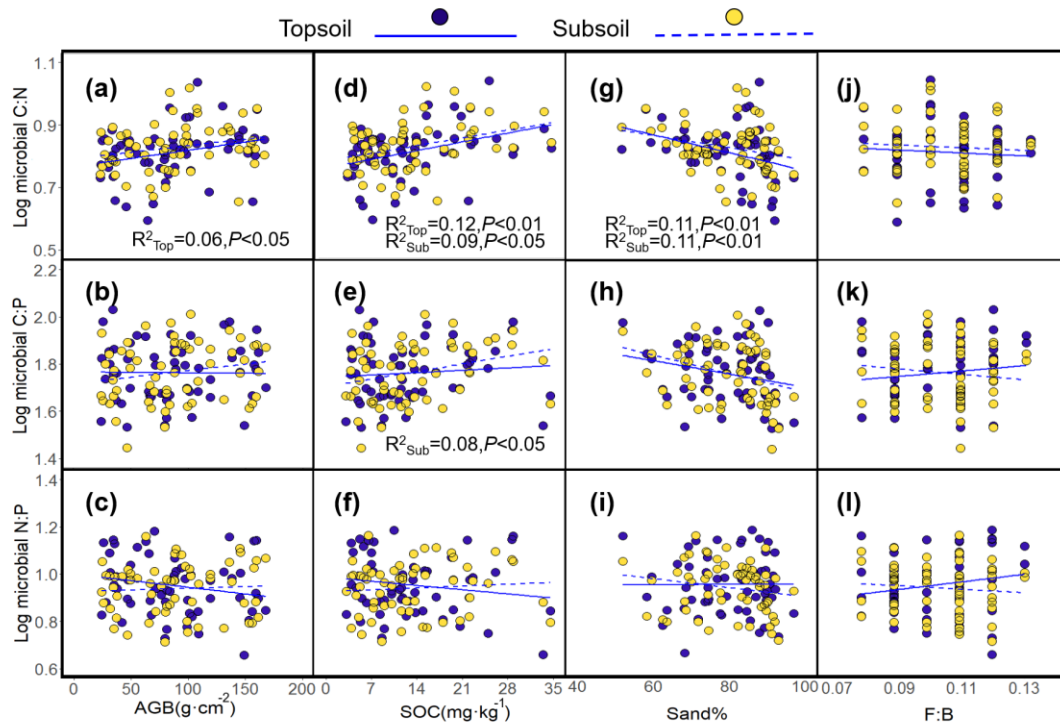 Topsoil Subsoil
(a) (d) (g) (j)
Log microbial C:N
1.1
0.9
0.7
0.5
R²Top=0.06,P<0.05
R²Top=0.12,P<0.01
R²Sub=0.09,P<0.05
R²Top=0.11,P<0.01
R²Sub=0.11,P<0.01
(b) (e) (h) (k)
Log microbial C:P
2.2
2.0
1.8
1.6
1.4
R²Sub=0.08,P<0.05
(c) (f) (i) (l)
Log microbial N:P
1.4
1.2
1.0
0.8
0.6
0 50 100 150 200 0 7 14 21 28 35 40 60 80 100 0.07 0.09 0.11 0.13
AGB(g·cm⁻²) SOC(mg·kg⁻¹) Sand% F:B